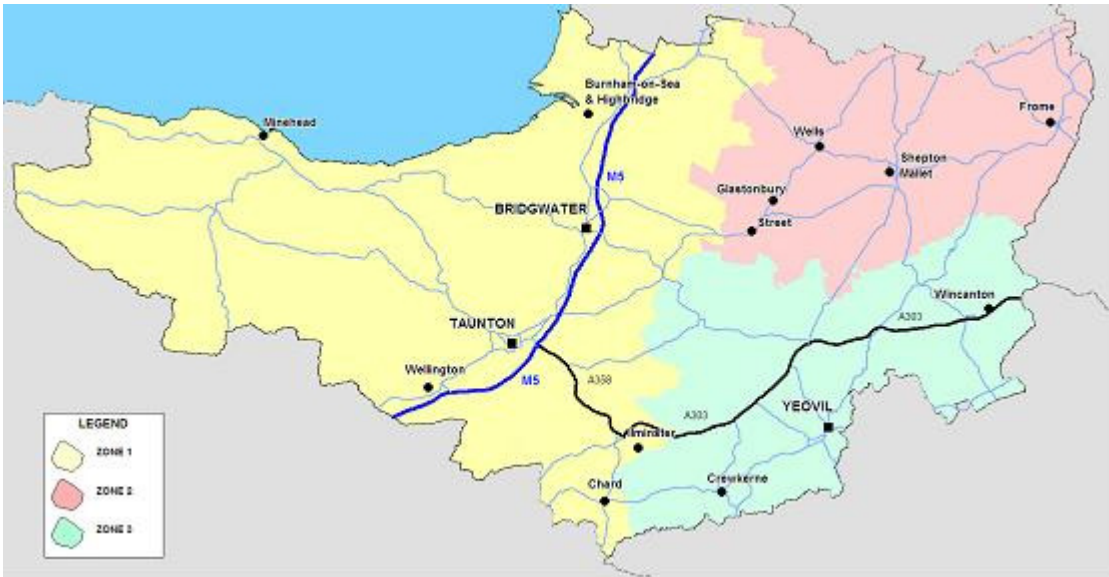 Burnham-on-Sea
& Highbridge
Minehead
Frome
Wells
Shepton
Mallet
M5
Glastonbury
BRIDGWATER
Street
Wincanton
A303
TAUNTON
Wellington
M5
A358
A303
YEOVIL
Ilminster
Chard
Crewkerne
LEGEND
ZONE 1
ZONE 2
ZONE 3